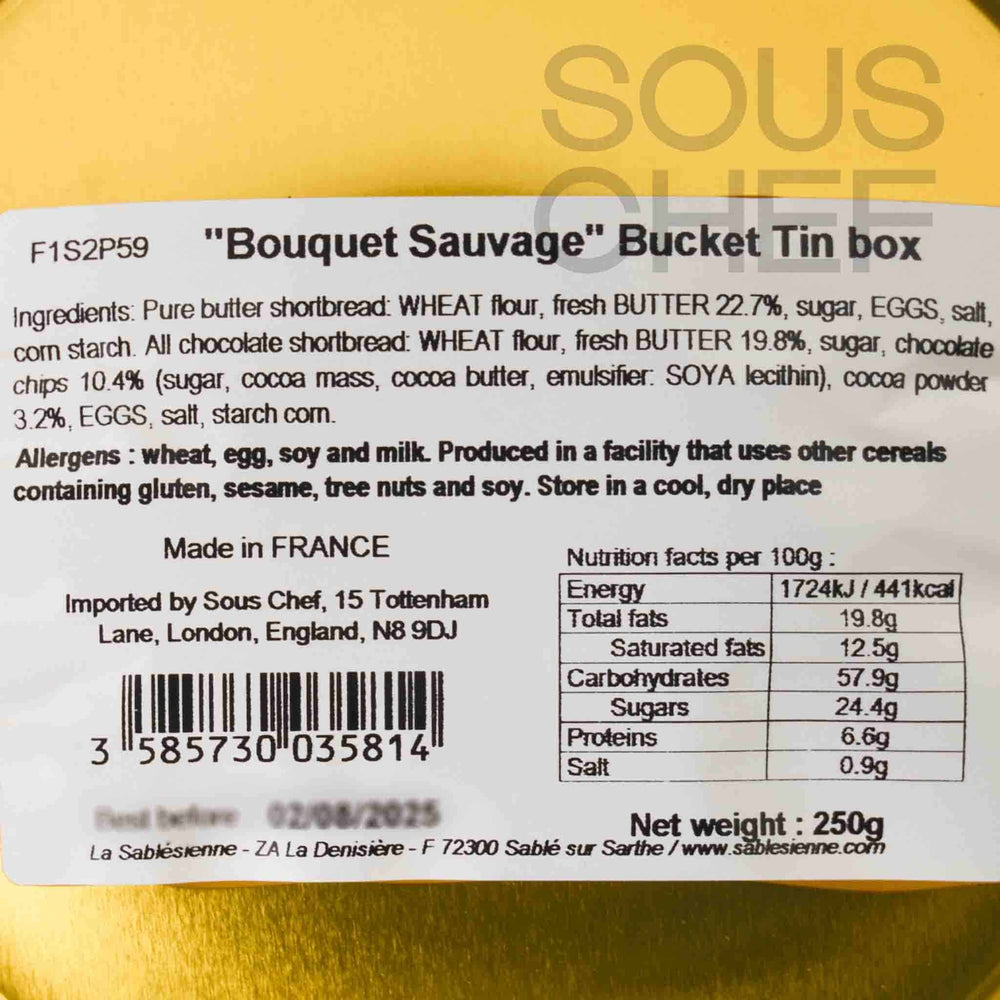 SOUS
CHEF
F1S2P59 "Bouquet Sauvage" Bucket Tin box
Ingredients: Pure butter shortbread: WHEAT flour, fresh BUTTER 22.7%, sugar, EGGS, salt,
corn starch. All chocolate shortbread: WHEAT flour, fresh BUTTER 19.8%, sugar, chocolate
chips 10.4% (sugar, cocoa mass, cocoa butter, emulsifier: SOYA lecithin), cocoa powder
3.2%, EGGS, salt, starch corn.
Allergens : wheat, egg, soy and milk. Produced in a facility that uses other cereals
containing gluten, sesame, tree nuts and soy. Store in a cool, dry place
Made in FRANCE
Imported by Sous Chef, 15 Tottenham
Lane, London, England, N8 9DJ
3 585730 035814
Nutrition facts per 100g :
Energy 1724kJ / 441kcal
Total fats 19.8g
Saturated fats 12.5g
Carbohydrates 57.9g
Sugars 24.4g
Proteins 6.6g
Salt 0.9g
Best before 02/08/2025
Net weight : 250g
La Sablésienne - ZA La Denisière - F 72300 Sablé sur Sarthe / www.sablesienne.com